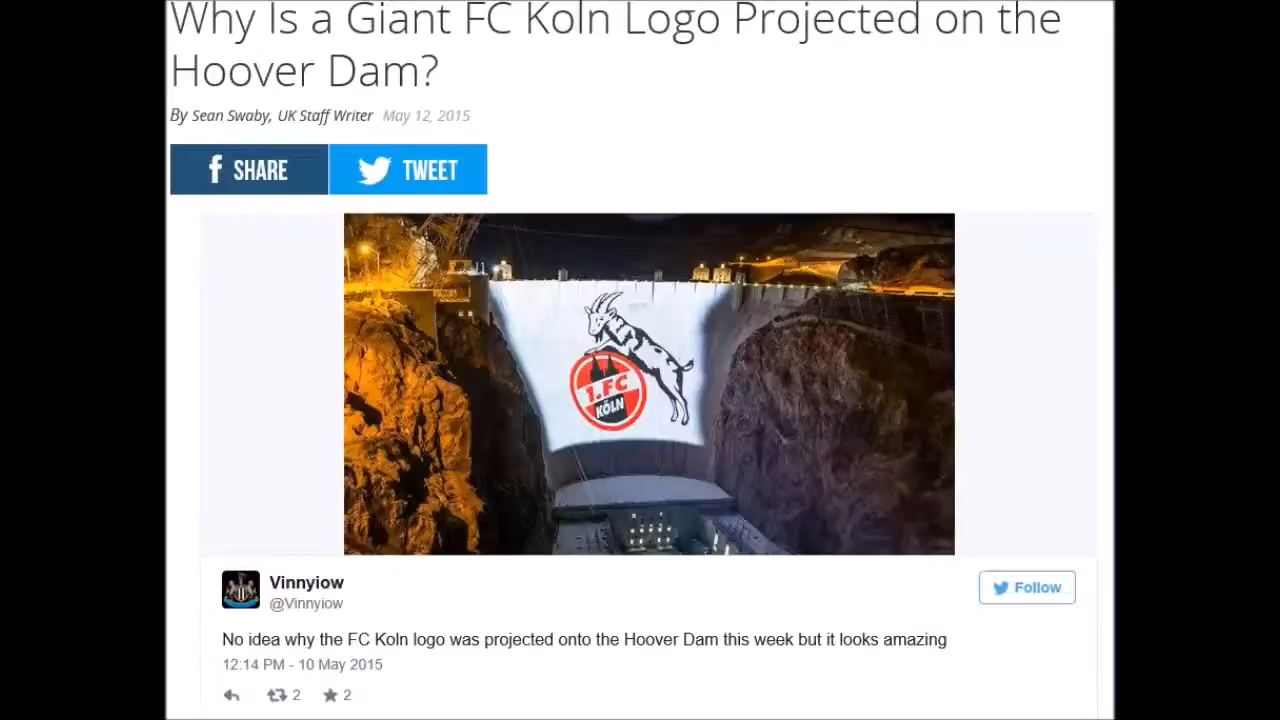 Why Is a Giant FC Koln Logo Projected on the
Hoover Dam?
By Sean Swaby, UK Staff Writer May 12, 2015
f SHARE
TWEET
1.FC
KÖLN
Vinnyiow
@Vinnyiow
Follow
No idea why the FC Koln logo was projected onto the Hoover Dam this week but it looks amazing
12:14 PM - 10 May 2015
2 2